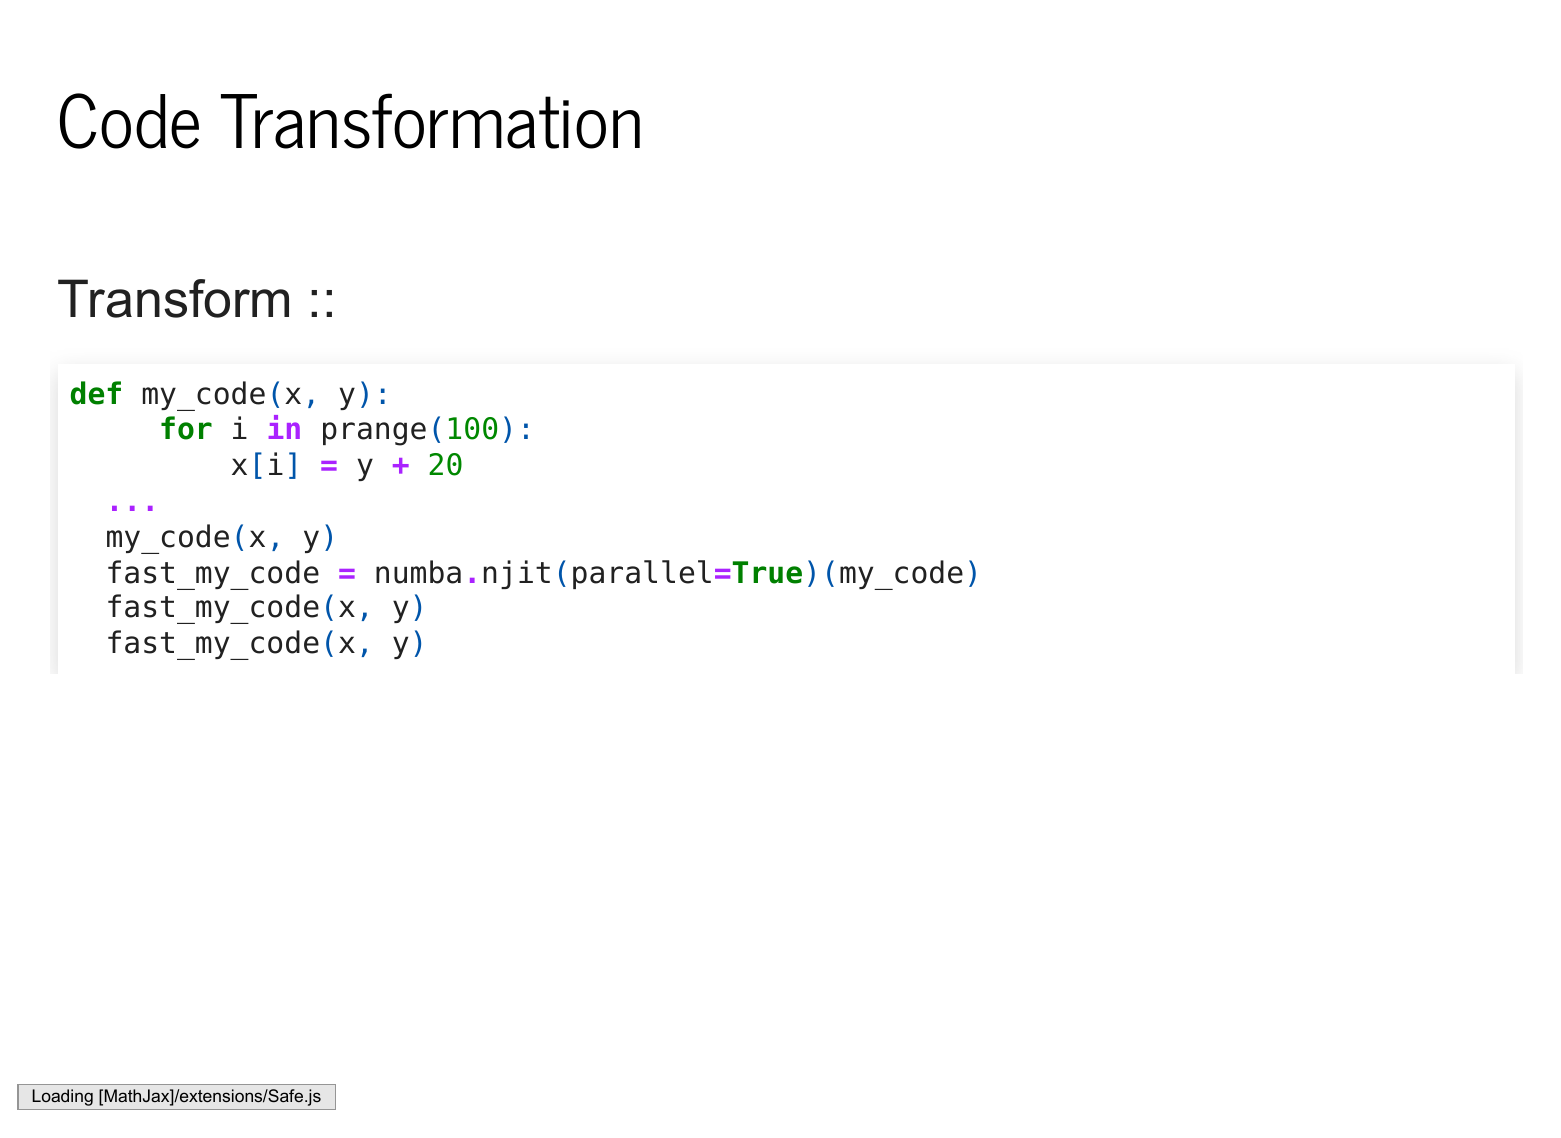 Code Transformation
Transform ::
def my_code(x, y):
     for i in prange(100):
         x[i] = y + 20
  ...
  my_code(x, y)
  fast_my_code = numba.njit(parallel=True)(my_code)
  fast_my_code(x, y)
  fast_my_code(x, y)
Loading [MathJax]/extensions/Safe.js